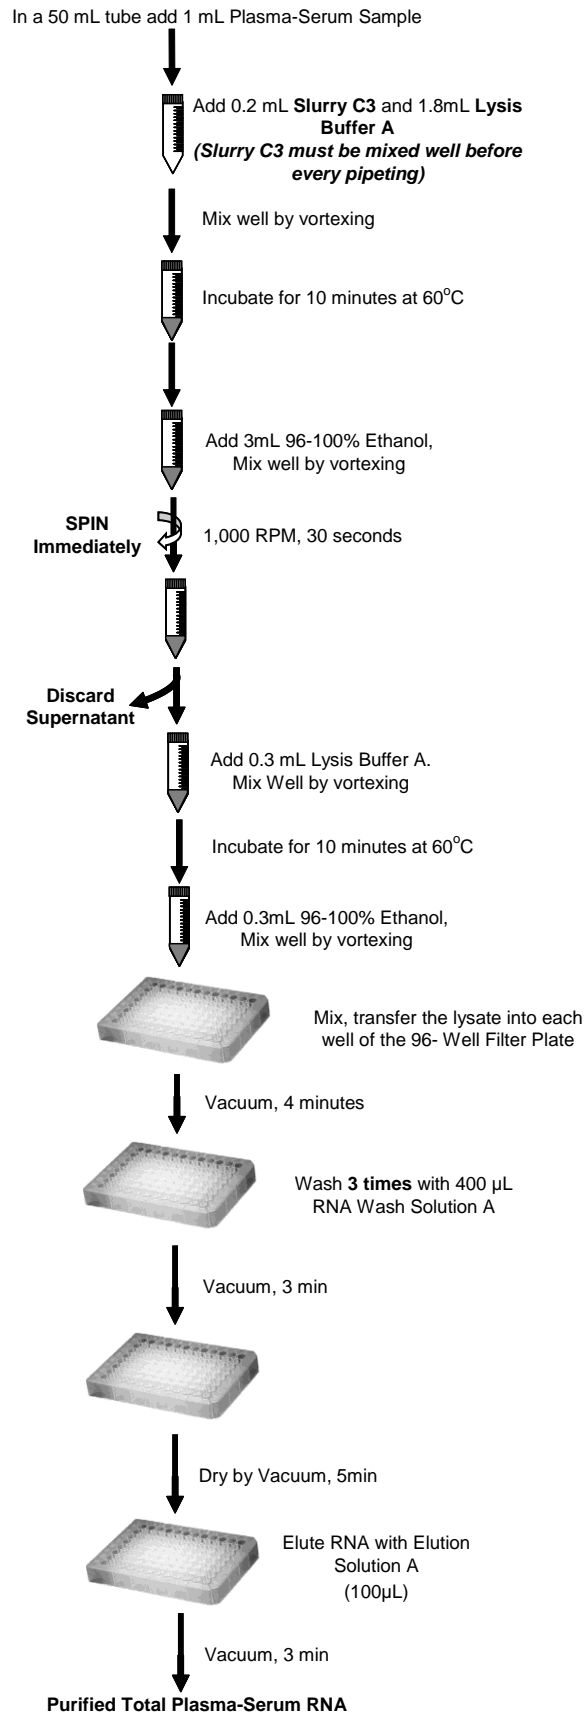 In a 50 mL tube add 1 mL Plasma-Serum Sample
Add 0.2 mL Slurry C3 and 1.8mL Lysis
Buffer A
(Slurry C3 must be mixed well before
every pipeting)
Mix well by vortexing
Incubate for 10 minutes at 60°C
Add 3mL 96-100% Ethanol,
Mix well by vortexing
SPIN
Immediately
1,000 RPM, 30 seconds
Discard
Supernatant
Add 0.3 mL Lysis Buffer A.
Mix Well by vortexing
Incubate for 10 minutes at 60°C
Add 0.3mL 96-100% Ethanol,
Mix well by vortexing
Mix, transfer the lysate into each
well of the 96- Well Filter Plate
Vacuum, 4 minutes
Wash 3 times with 400 µL
RNA Wash Solution A
Vacuum, 3 min
Dry by Vacuum, 5min
Elute RNA with Elution
Solution A
(100µL)
Vacuum, 3 min
Purified Total Plasma-Serum RNA